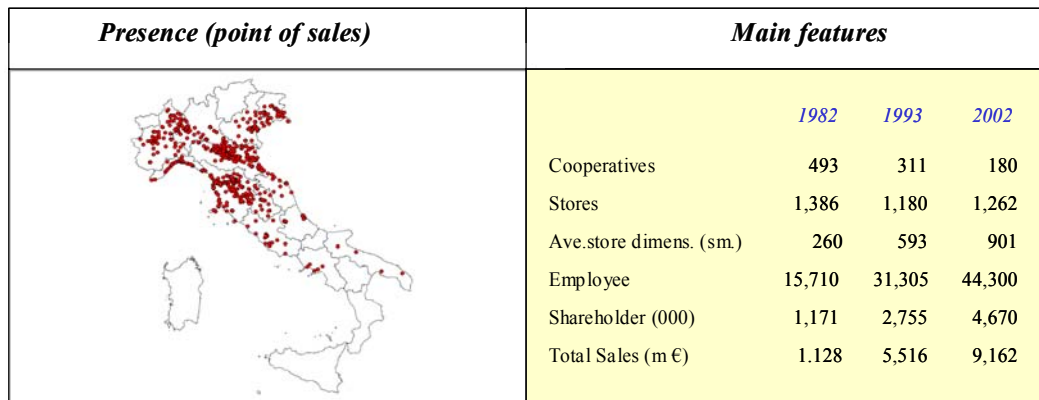 Presence (point of sales) Main features
1982 1993 2002
Cooperatives 493 311 180
Stores 1,386 1,180 1,262
Ave.store dimens. (sm.) 260 593 901
Employee 15,710 31,305 44,300
Shareholder (000) 1,171 2,755 4,670
Total Sales (m €) 1.128 5,516 9,162